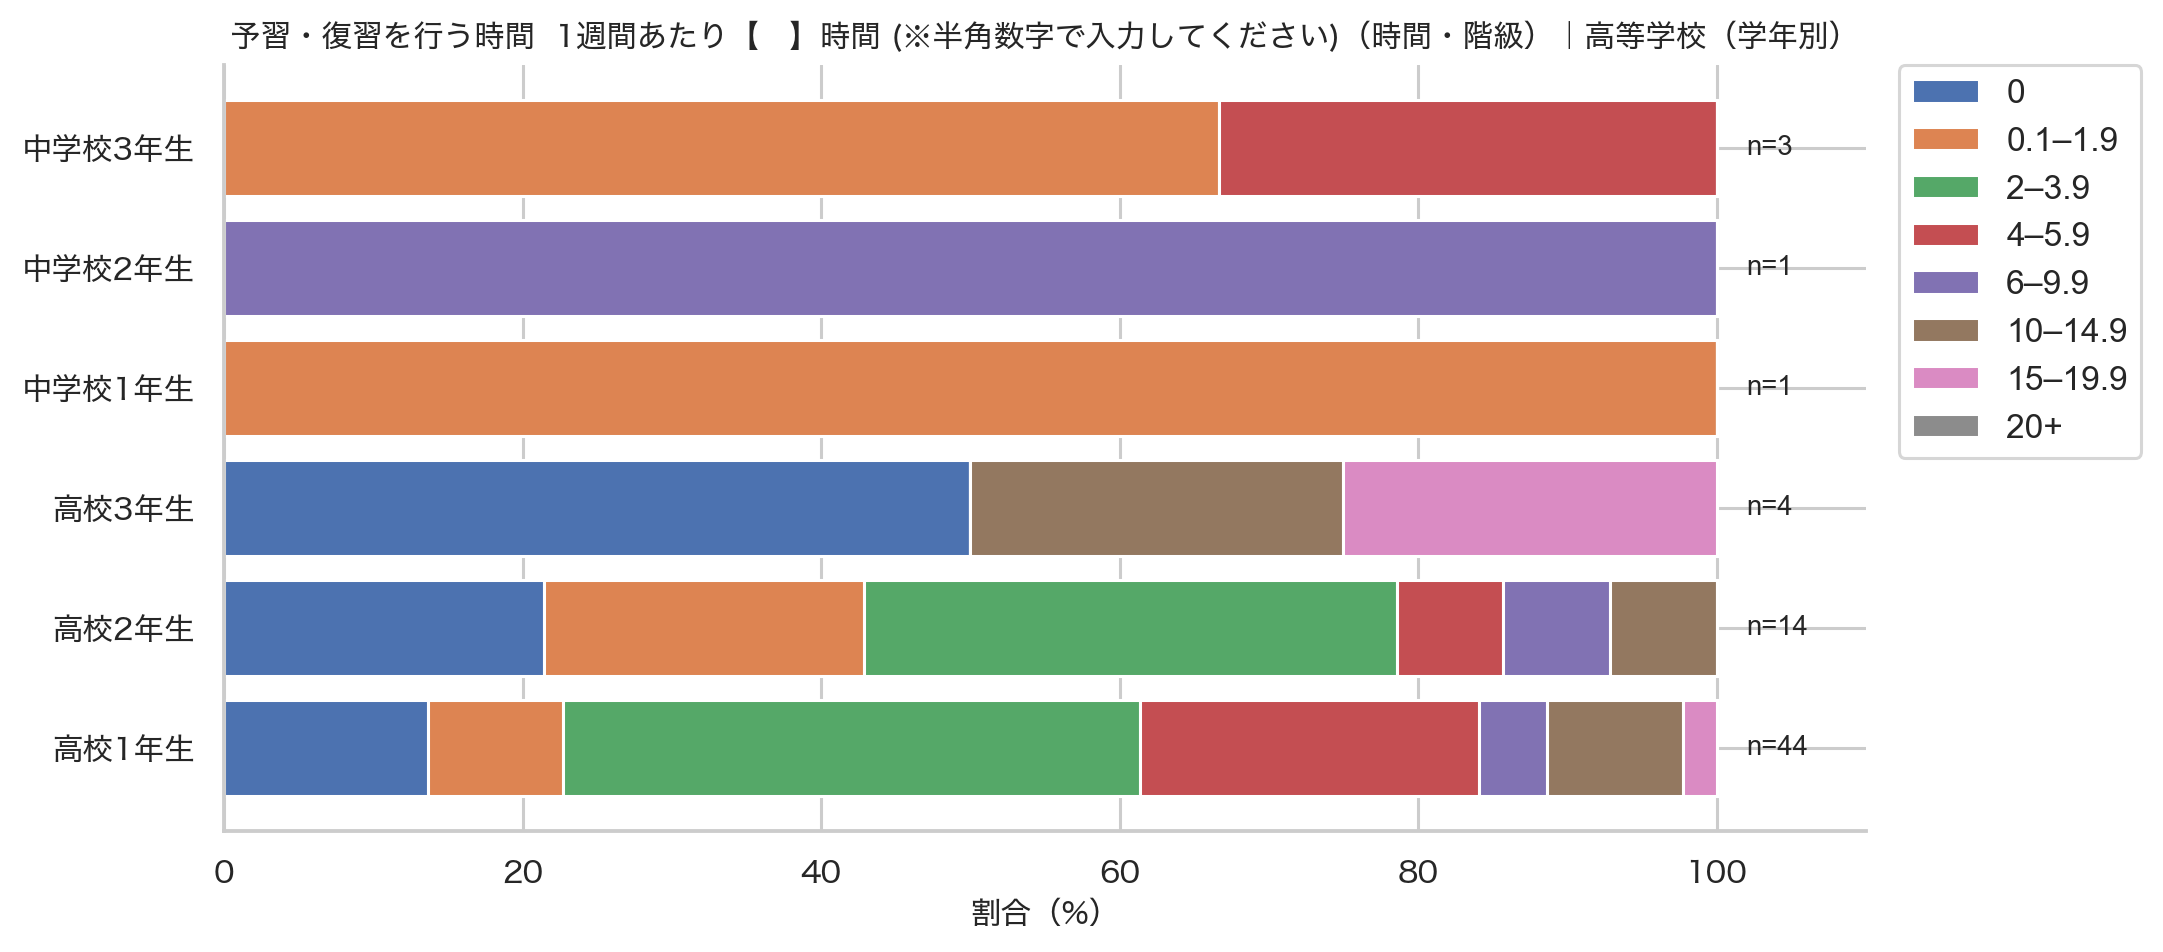 予習・復習を行う時間 1週間あたり【　】時間 (※半角数字で入力してください)（時間・階級）｜高等学校（学年別）
中学校3年生
n=3
中学校2年生
n=1
中学校1年生
n=1
高校3年生
n=4
高校2年生
n=14
高校1年生
n=44
0 20 40 60 80 100
割合（%）
0
0.1–1.9
2–3.9
4–5.9
6–9.9
10–14.9
15–19.9
20+